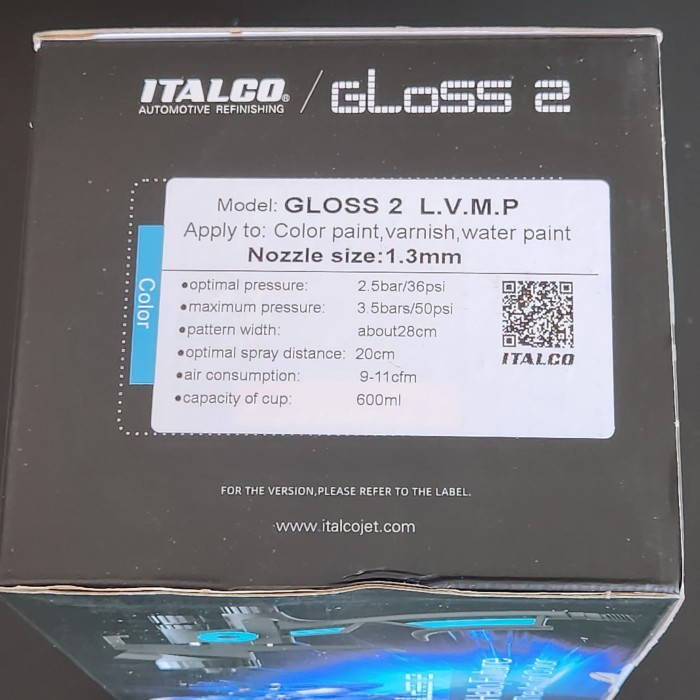 ITALCO® / GLOSS 2
AUTOMOTIVE REFINISHING
Model: GLOSS 2 L.V.M.P
Apply to: Color paint,varnish,water paint
Nozzle size:1.3mm
Color
•optimal pressure: 2.5bar/36psi
•maximum pressure: 3.5bars/50psi
•pattern width: about28cm
•optimal spray distance: 20cm
•air consumption: 9-11cfm
•capacity of cup: 600ml
ITALCO
FOR THE VERSION,PLEASE REFER TO THE LABEL.
www.italcojet.com